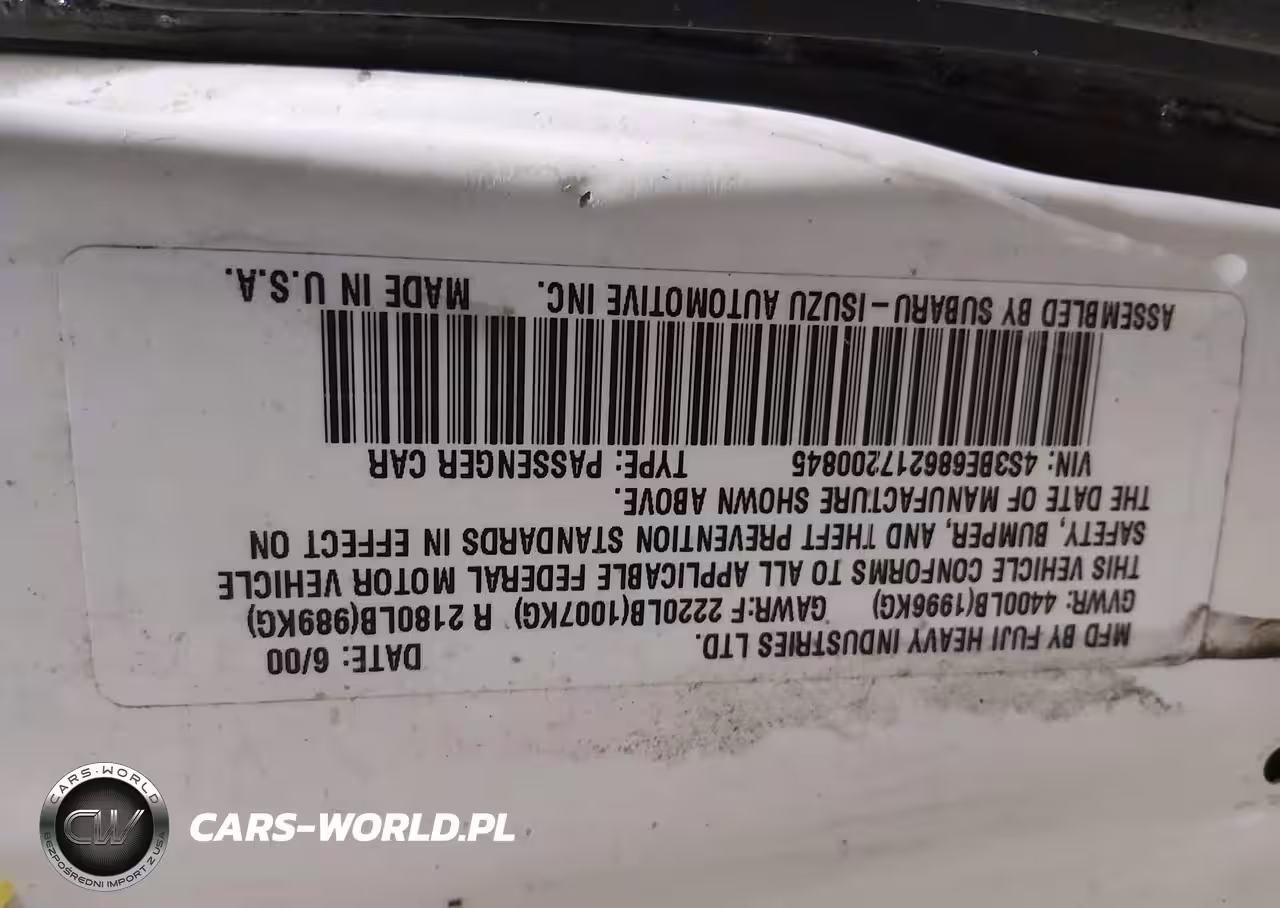 MFD BY FUJI HEAVY INDUSTRIES LTD. DATE: 6/00
GVWR: 4400LB(1996KG) GAWR:F 2220LB(1007KG) R 2180LB(989KG)
THIS VEHICLE CONFORMS TO ALL APPLICABLE FEDERAL MOTOR VEHICLE
SAFETY, BUMPER, AND THEFT PREVENTION STANDARDS IN EFFECT ON
THE DATE OF MANUFACTURE SHOWN ABOVE.
VIN: 4S3BE686217200845 TYPE: PASSENGER CAR
ASSEMBLED BY SUBARU-ISUZU AUTOMOTIVE INC. MADE IN U.S.A.
CARS-WORLD
CW
BEZPOŚREDNI IMPORT Z USA
CARS-WORLD.PL